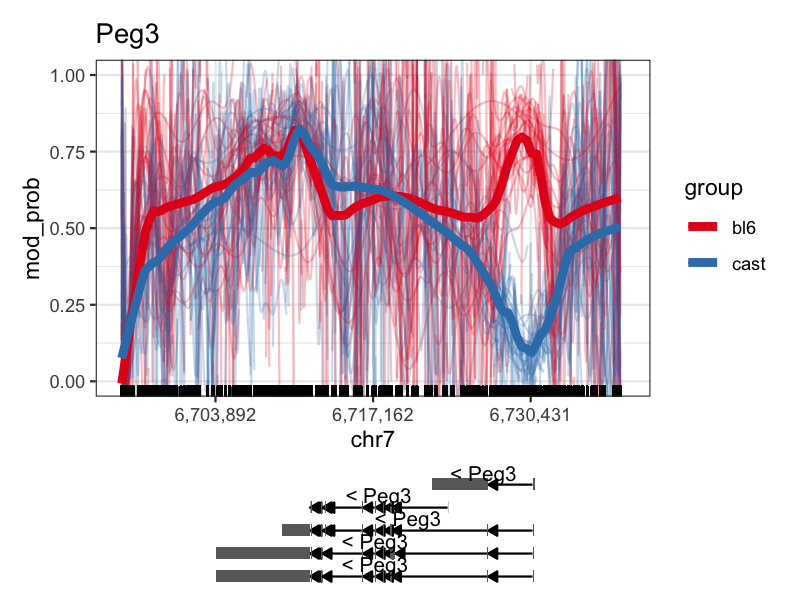 Peg3
1.00
0.75
0.50
0.25
0.00
mod_prob
6,703,892 6,717,162 6,730,431
chr7
group
bl6
cast
< Peg3
< Peg3
< Peg3
< Peg3
< Peg3